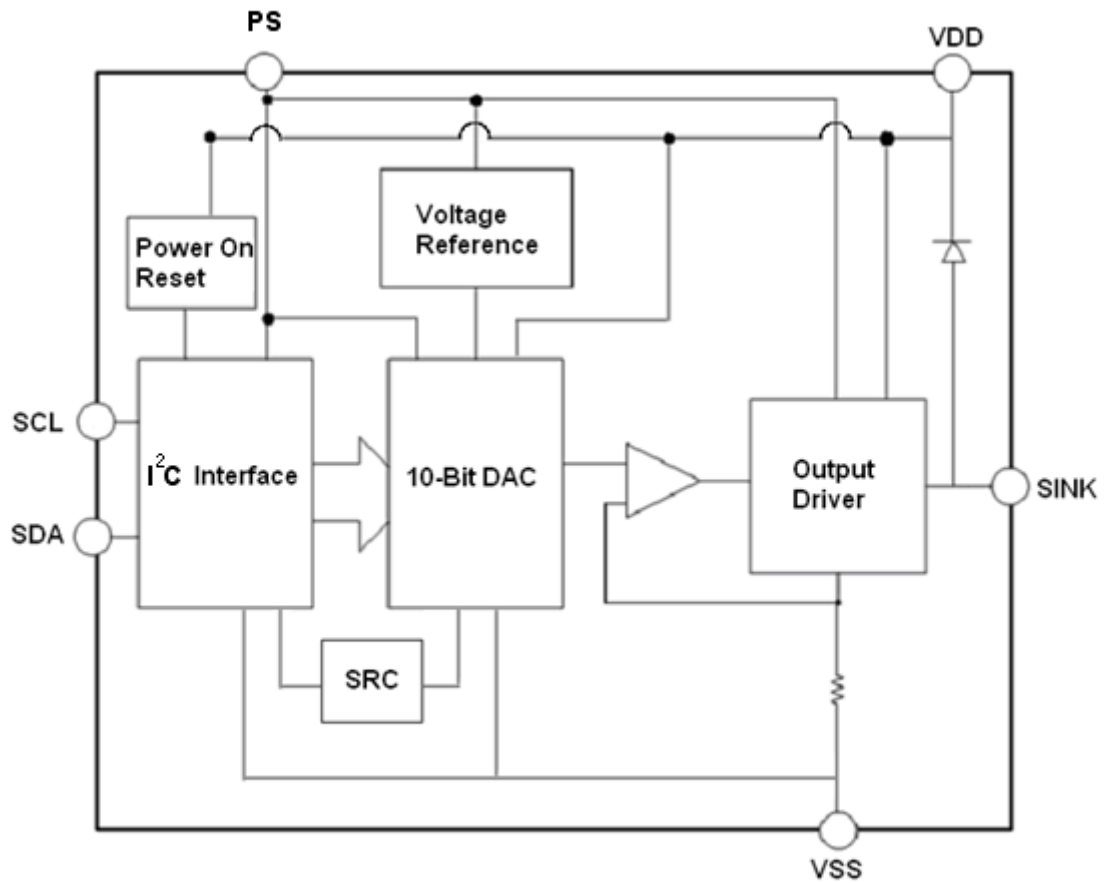 PS
VDD
Voltage
Reference
Power On
Reset
SCL
I²C Interface
10-Bit DAC
Output
Driver
SINK
SDA
SRC
VSS